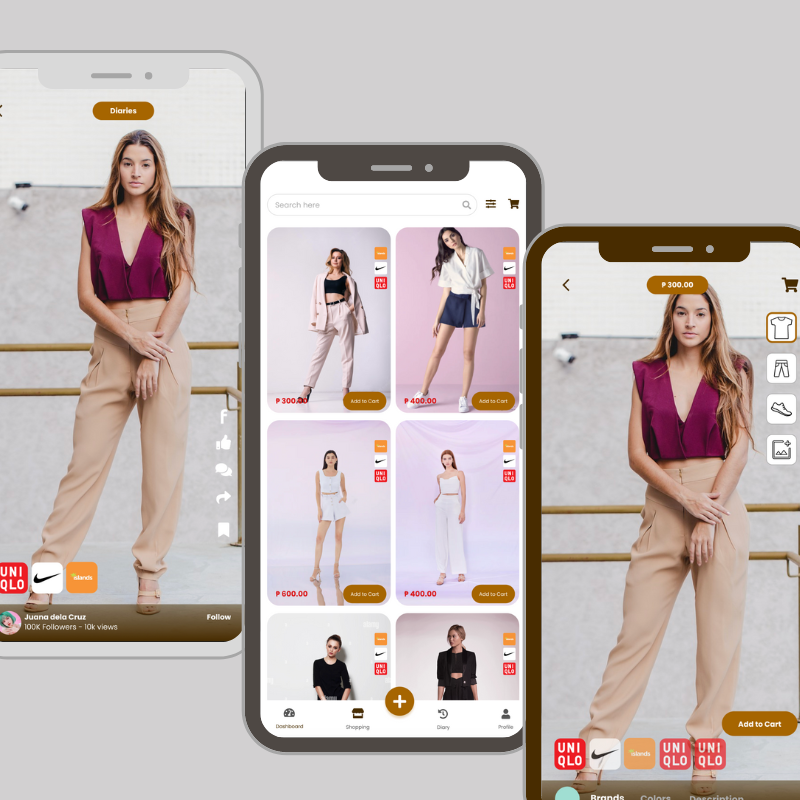 Diaries
UNI
QLO
islands
Juana dela Cruz
100K Followers - 10k views
Follow
Search here
UNI
QLO
₱ 300.00
Add to Cart
UNI
QLO
₱ 400.00
Add to Cart
UNI
QLO
₱ 600.00
Add to Cart
UNI
QLO
₱ 400.00
Add to Cart
UNI
QLO
UNI
QLO
Dashboard
Shopping
Diary
Profile
₱ 300.00
Add to Cart
UNI
QLO
islands
UNI
QLO
UNI
QLO
Brands
Colors
Description